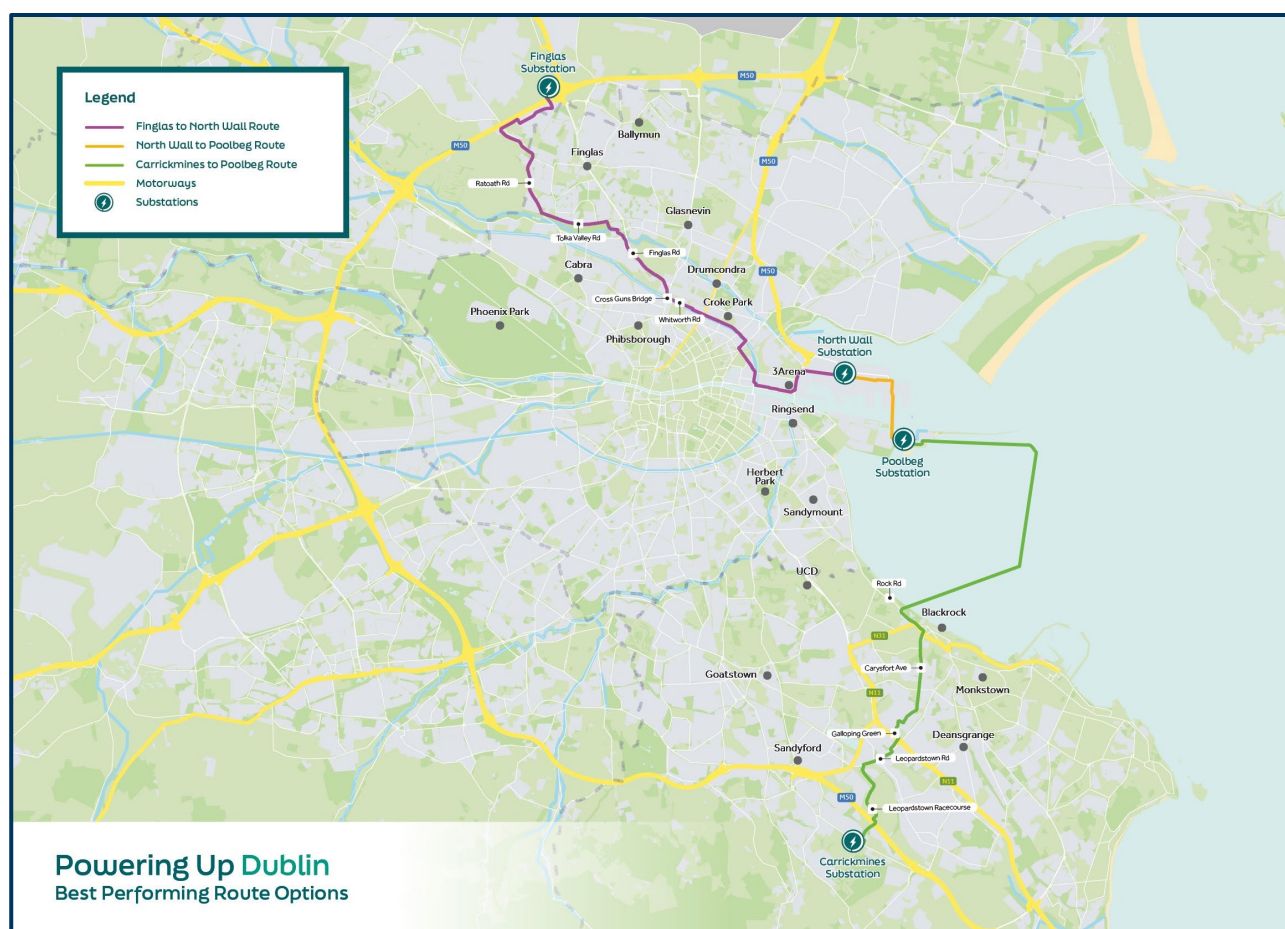 Legend
Finglas to North Wall Route
North Wall to Poolbeg Route
Carrickmines to Poolbeg Route
Motorways
Substations
Finglas
Substation
M50
Ballymun
M50
Finglas
M50
Ratoath Rd
Glasnevin
Tolka Valley Rd
Finglas Rd
Cabra
Drumcondra
M50
Cross Guns Bridge
Croke Park
Phoenix Park
Whitworth Rd
Phibsborough
North Wall
Substation
3Arena
Ringsend
Poolbeg
Substation
Herbert
Park
Sandymount
UCD
Rock Rd
Blackrock
N31
Carysfort Ave
Goatstown
Monkstown
N11
Galloping Green
Deansgrange
Sandyford
Leopardstown Rd
N11
M50
Leopardstown Racecourse
Carrickmines
Substation
Powering Up Dublin
Best Performing Route Options